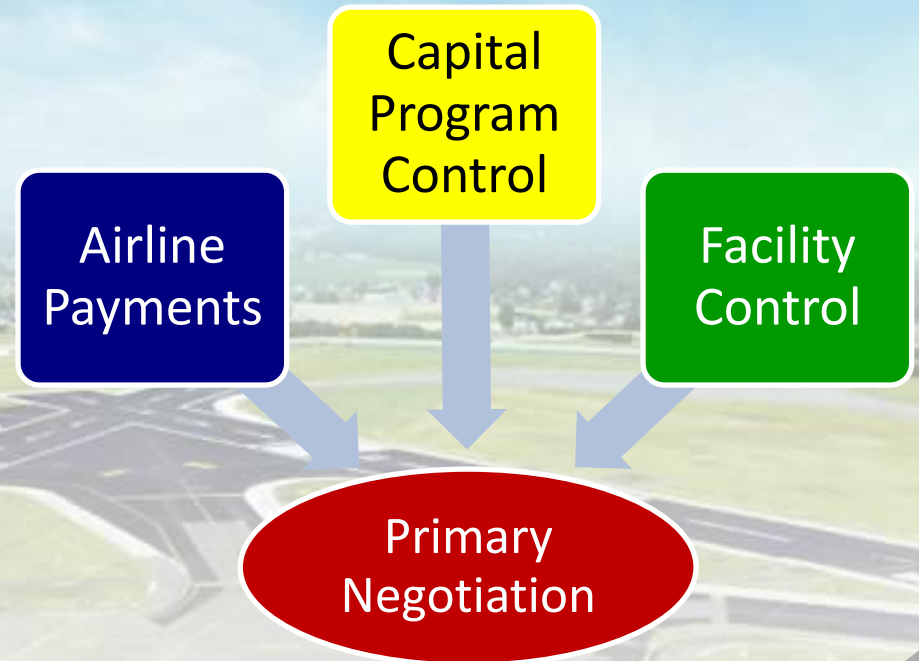 Capital
Program
Control
Airline
Payments
Facility
Control
Primary
Negotiation